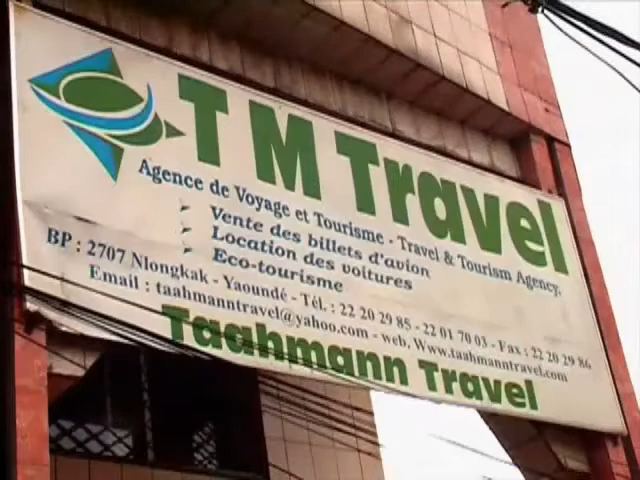 TM Travel
Agence de Voyage et Tourisme - Travel & Tourism Agency.
Vente des billets d'avion
Location des voitures
Eco-tourisme
BP : 2707 Nlongkak - Yaoundé - Tél. : 22 20 29 85 - 22 01 70 03 - Fax : 22 20 29 86
Email : taahmanntravel@yahoo.com - web. Www.taahmanntravel.com
Taahmann Travel